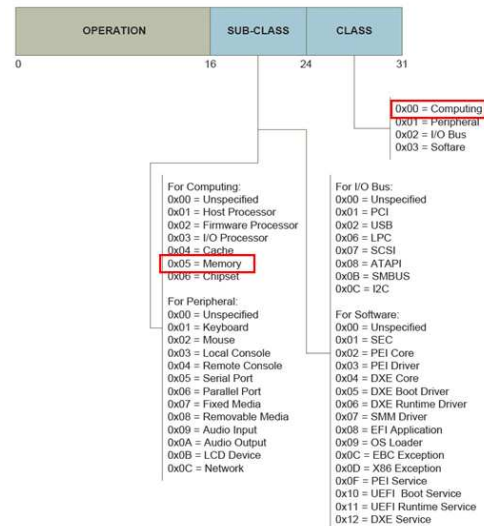 OPERATION SUB-CLASS CLASS
0 16 24 31
0x00 = Computing
0x01 = Peripheral
0x02 = I/O Bus
0x03 = Softare
For Computing:
0x00 = Unspecified
0x01 = Host Processor
0x02 = Firmware Processor
0x03 = I/O Processor
0x04 = Cache
0x05 = Memory
0x06 = Chipset
For Peripheral:
0x00 = Unspecified
0x01 = Keyboard
0x02 = Mouse
0x03 = Local Console
0x04 = Remote Console
0x05 = Serial Port
0x06 = Parallel Port
0x07 = Fixed Media
0x08 = Removable Media
0x09 = Audio Input
0x0A = Audio Output
0x0B = LCD Device
0x0C = Network
For I/O Bus:
0x00 = Unspecified
0x01 = PCI
0x02 = USB
0x06 = LPC
0x07 = SCSI
0x08 = ATAPI
0x0B = SMBUS
0x0C = I2C
For Software:
0x00 = Unspecified
0x01 = SEC
0x02 = PEI Core
0x03 = PEI Driver
0x04 = DXE Core
0x05 = DXE Boot Driver
0x06 = DXE Runtime Driver
0x07 = SMM Driver
0x08 = EFI Application
0x09 = OS Loader
0x0C = EBC Exception
0x0D = X86 Exception
0x0F = PEI Service
0x10 = UEFI Boot Service
0x11 = UEFI Runtime Service
0x12 = DXE Service